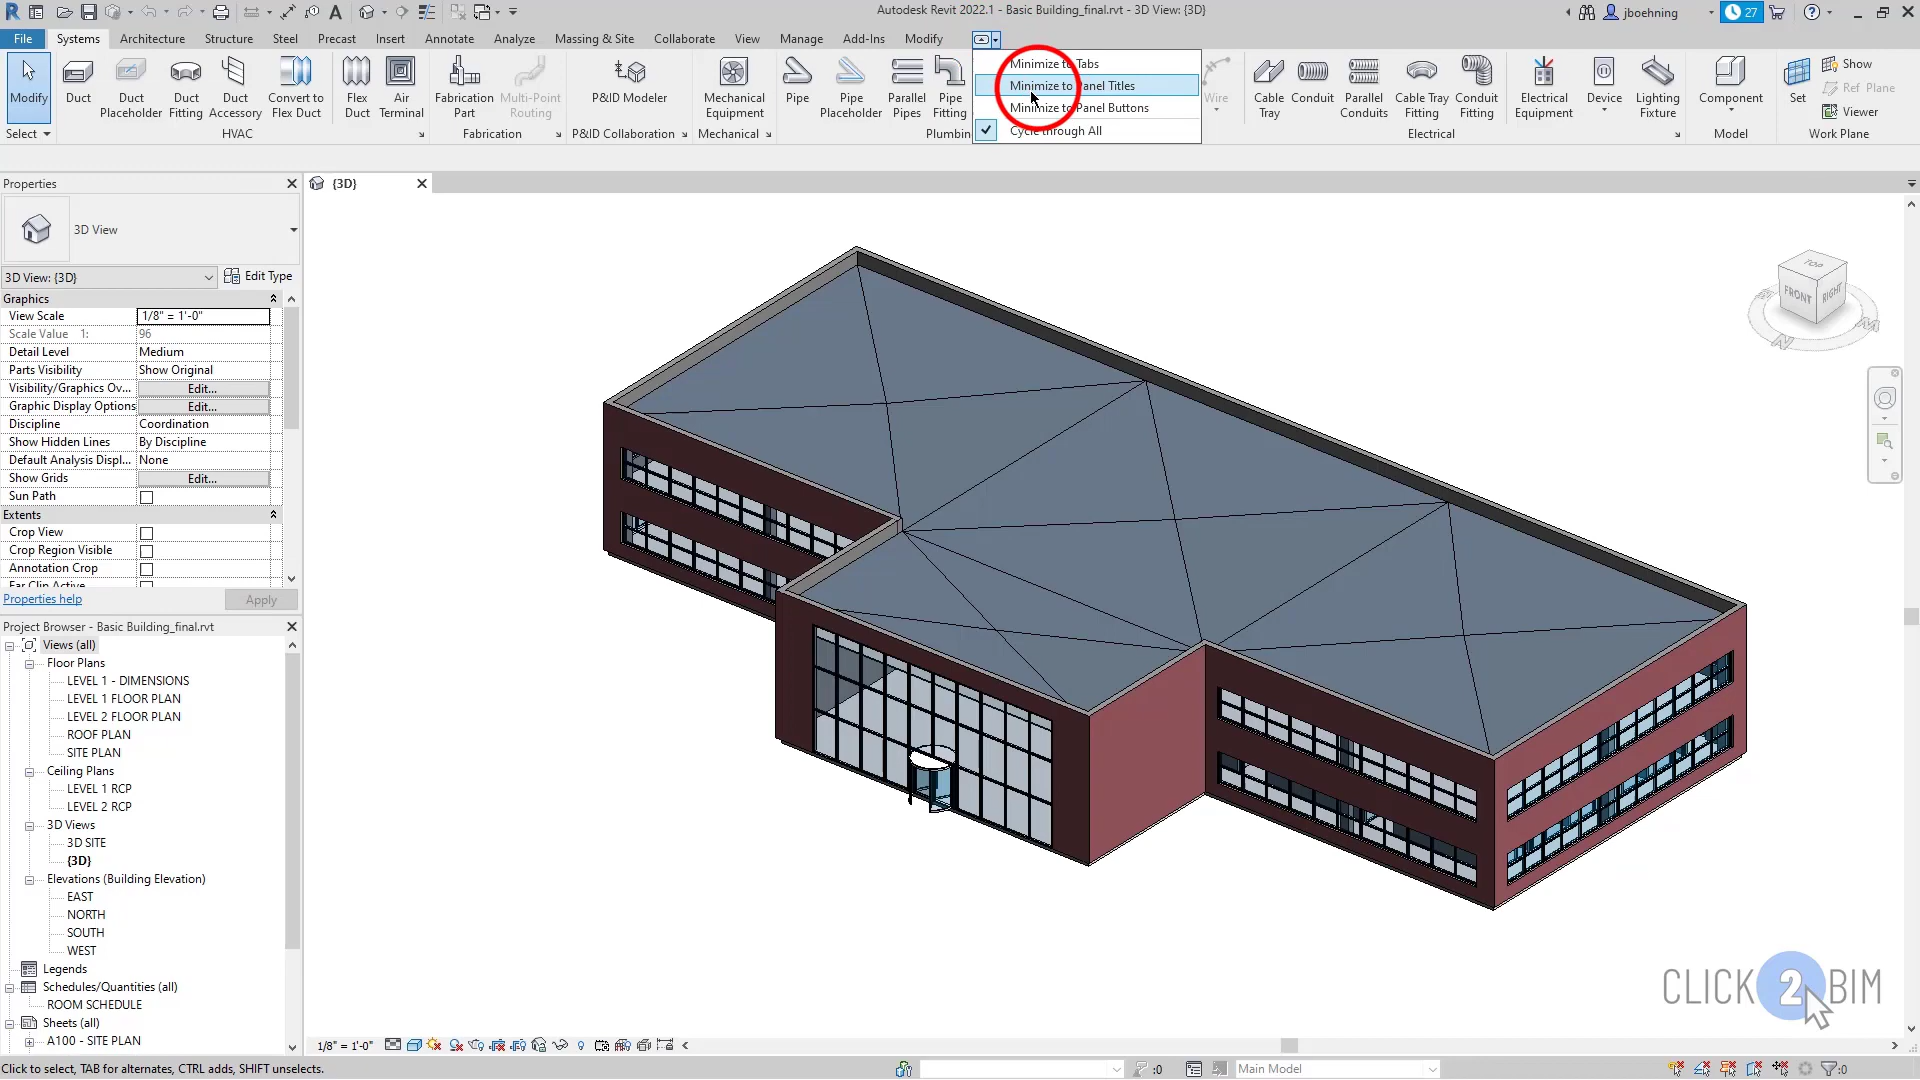 Autodesk Revit 2022.1 - Basic Building_final.rvt - 3D View: {3D}
jboehning
27
File
Systems
Architecture
Structure
Steel
Precast
Insert
Annotate
Analyze
Massing & Site
Collaborate
View
Manage
Add-Ins
Modify
Modify
Duct
Duct Placeholder
Duct Fitting
Duct Accessory
Convert to Flex Duct
Flex Duct
Air Terminal
Fabrication Part
Multi-Point Routing
P&ID Modeler
Mechanical Equipment
Pipe
Pipe Placeholder
Parallel Pipes
Pipe Fitting
Minimize to Tabs
Minimize to Panel Titles
Minimize to Panel Buttons
Cycle through All
Wire
Cable Tray
Conduit
Parallel Conduits
Cable Tray Fitting
Conduit Fitting
Electrical Equipment
Device
Lighting Fixture
Component
Set
Show
Ref Plane
Viewer
Select
HVAC
Fabrication
P&ID Collaboration
Mechanical
Plumbin
Electrical
Model
Work Plane
Properties
{3D}
3D View
3D View: {3D}
Edit Type
Graphics
View Scale 1/8" = 1'-0"
Scale Value 1: 96
Detail Level Medium
Parts Visibility Show Original
Visibility/Graphics Ov... Edit...
Graphic Display Options Edit...
Discipline Coordination
Show Hidden Lines By Discipline
Default Analysis Displ... None
Show Grids Edit...
Sun Path
Extents
Crop View
Crop Region Visible
Annotation Crop
Far Clip Active
Properties help
Apply
Project Browser - Basic Building_final.rvt
Views (all)
Floor Plans
LEVEL 1 - DIMENSIONS
LEVEL 1 FLOOR PLAN
LEVEL 2 FLOOR PLAN
ROOF PLAN
SITE PLAN
Ceiling Plans
LEVEL 1 RCP
LEVEL 2 RCP
3D Views
3D SITE
{3D}
Elevations (Building Elevation)
EAST
NORTH
SOUTH
WEST
Legends
Schedules/Quantities (all)
ROOM SCHEDULE
Sheets (all)
A100 - SITE PLAN
TOP
FRONT
RIGHT
CLICK 2 BIM
1/8" = 1'-0"
Click to select, TAB for alternates, CTRL adds, SHIFT unselects.
:0
Main Model
:0